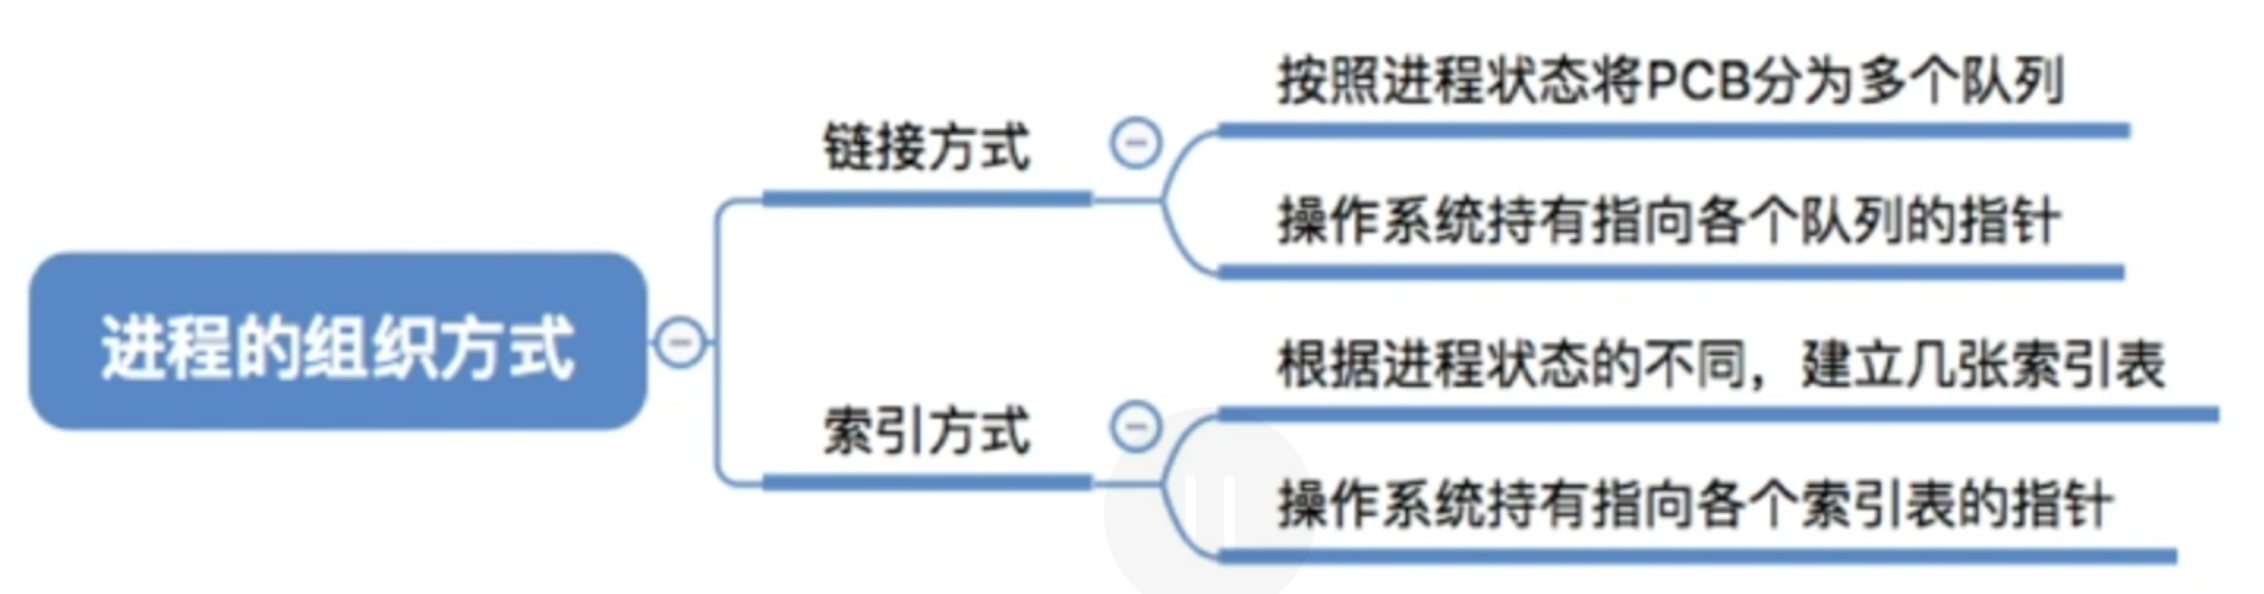 进程的组织方式
链接方式
按照进程状态将PCB分为多个队列
操作系统持有指向各个队列的指针
索引方式
根据进程状态的不同，建立几张索引表
操作系统持有指向各个索引表的指针